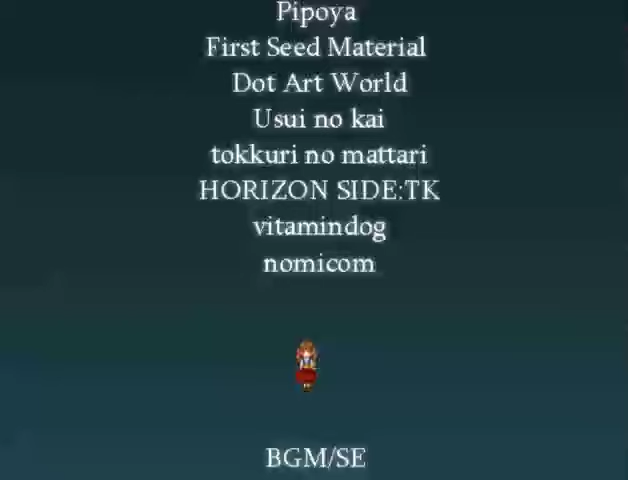 Pipoya
First Seed Material
Dot Art World
Usui no kai
tokkuri no mattari
HORIZON SIDE:TK
vitamindog
nomicom
BGM/SE